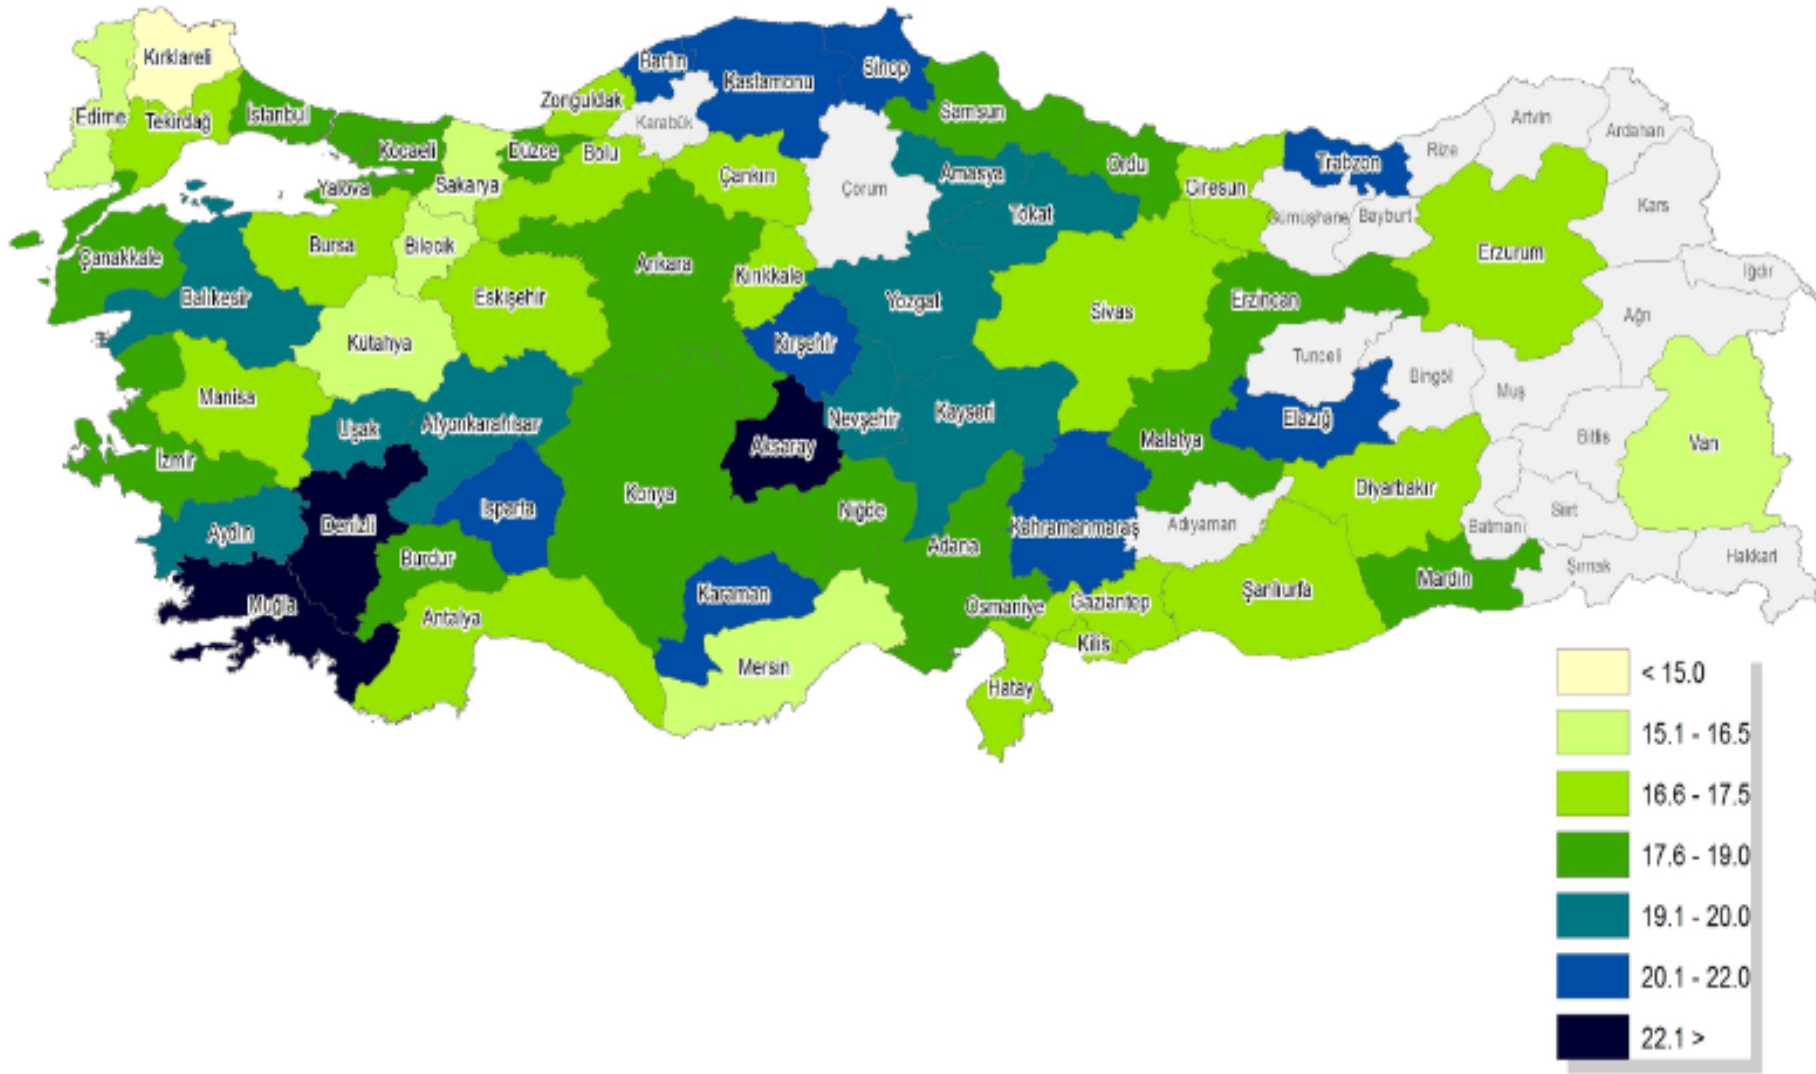 Kırklareli
Edirne
Tekirdağ
İstanbul
Kocaeli
Yalova
Sakarya
Düzce
Zonguldak
Bolu
Bartın
Karabük
Kastamonu
Sinop
Çankırı
Çorum
Samsun
Amasya
Tokat
Ordu
Giresun
Gümüşhane
Trabzon
Bayburt
Rize
Artvin
Ardahan
Kars
Iğdır
Erzurum
Ağrı
Çanakkale
Balıkesir
Bursa
Bilecik
Eskişehir
Kütahya
Ankara
Kırıkkale
Kırşehir
Yozgat
Sivas
Erzincan
Tunceli
Bingöl
Muş
Bitlis
Van
Manisa
Uşak
Afyonkarahisar
İzmir
Aydın
Denizli
Isparta
Burdur
Muğla
Antalya
Konya
Aksaray
Nevşehir
Kayseri
Niğde
Karaman
Mersin
Adana
Osmaniye
Kahramanmaraş
Malatya
Elazığ
Adıyaman
Gaziantep
Kilis
Hatay
Şanlıurfa
Diyarbakır
Mardin
Batman
Siirt
Şırnak
Hakkari
< 15.0
15.1 - 16.5
16.6 - 17.5
17.6 - 19.0
19.1 - 20.0
20.1 - 22.0
22.1 >